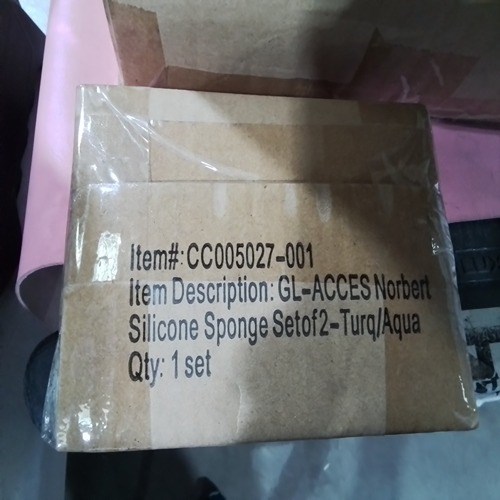 Item#: CC005027-001
Item Description: GL-ACCES Norbert
Silicone Sponge Setof2-Turq/Aqua
Qty: 1 set